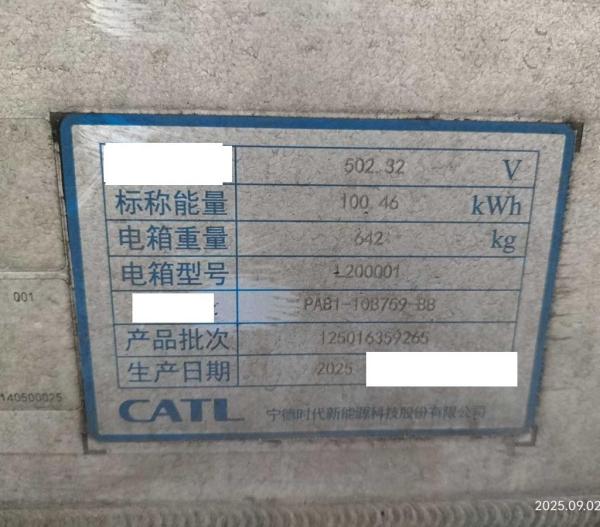 502.32 V
标称能量 100.46 kWh
电箱重量 642 kg
电箱型号 L200001
PAB1-10B769-BB
产品批次 125016359265
生产日期 2025
CATL 宁德时代新能源科技股份有限公司
001
140500025
2025.09.02